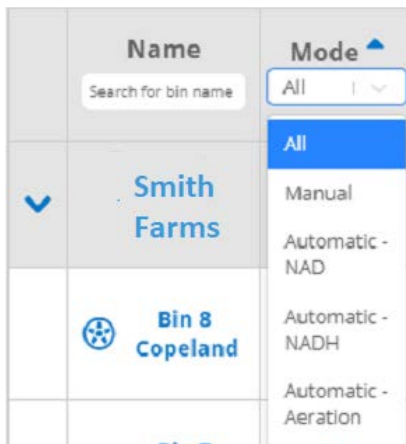 Name
Mode
Search for bin name
All
All
Manual
Smith
Farms
Automatic -
NAD
Bin 8
Copeland
Automatic -
NADH
Automatic -
Aeration